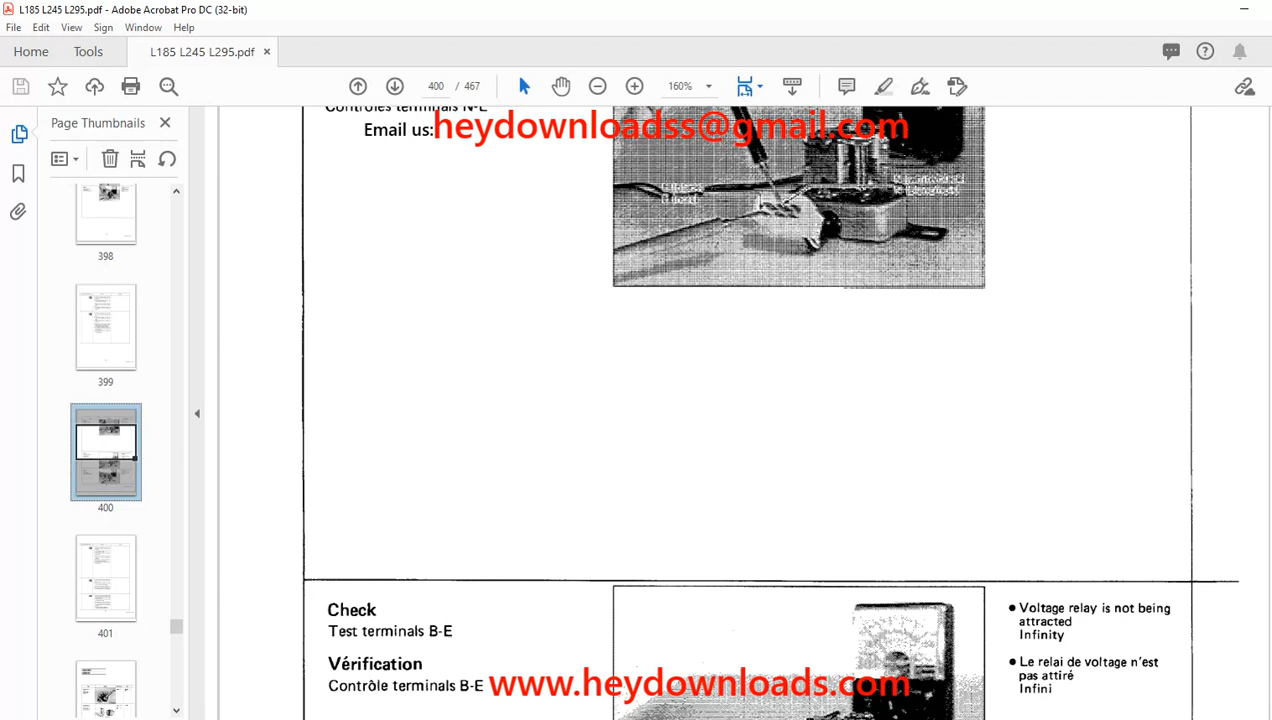 L185 L245 L295.pdf - Adobe Acrobat Pro DC (32-bit)
File Edit View Sign Window Help
Home Tools L185 L245 L295.pdf ×
400 / 467 160%
Page Thumbnails
398
399
400
401
Contrôles terminals N-E
Email us:heydownloadss@gmail.com
Check
Test terminals B-E
Vérification
Contrôle terminals B-E
www.heydownloads.com
● Voltage relay is not being
attracted
Infinity
● Le relai de voltage n'est
pas attiré
Infini